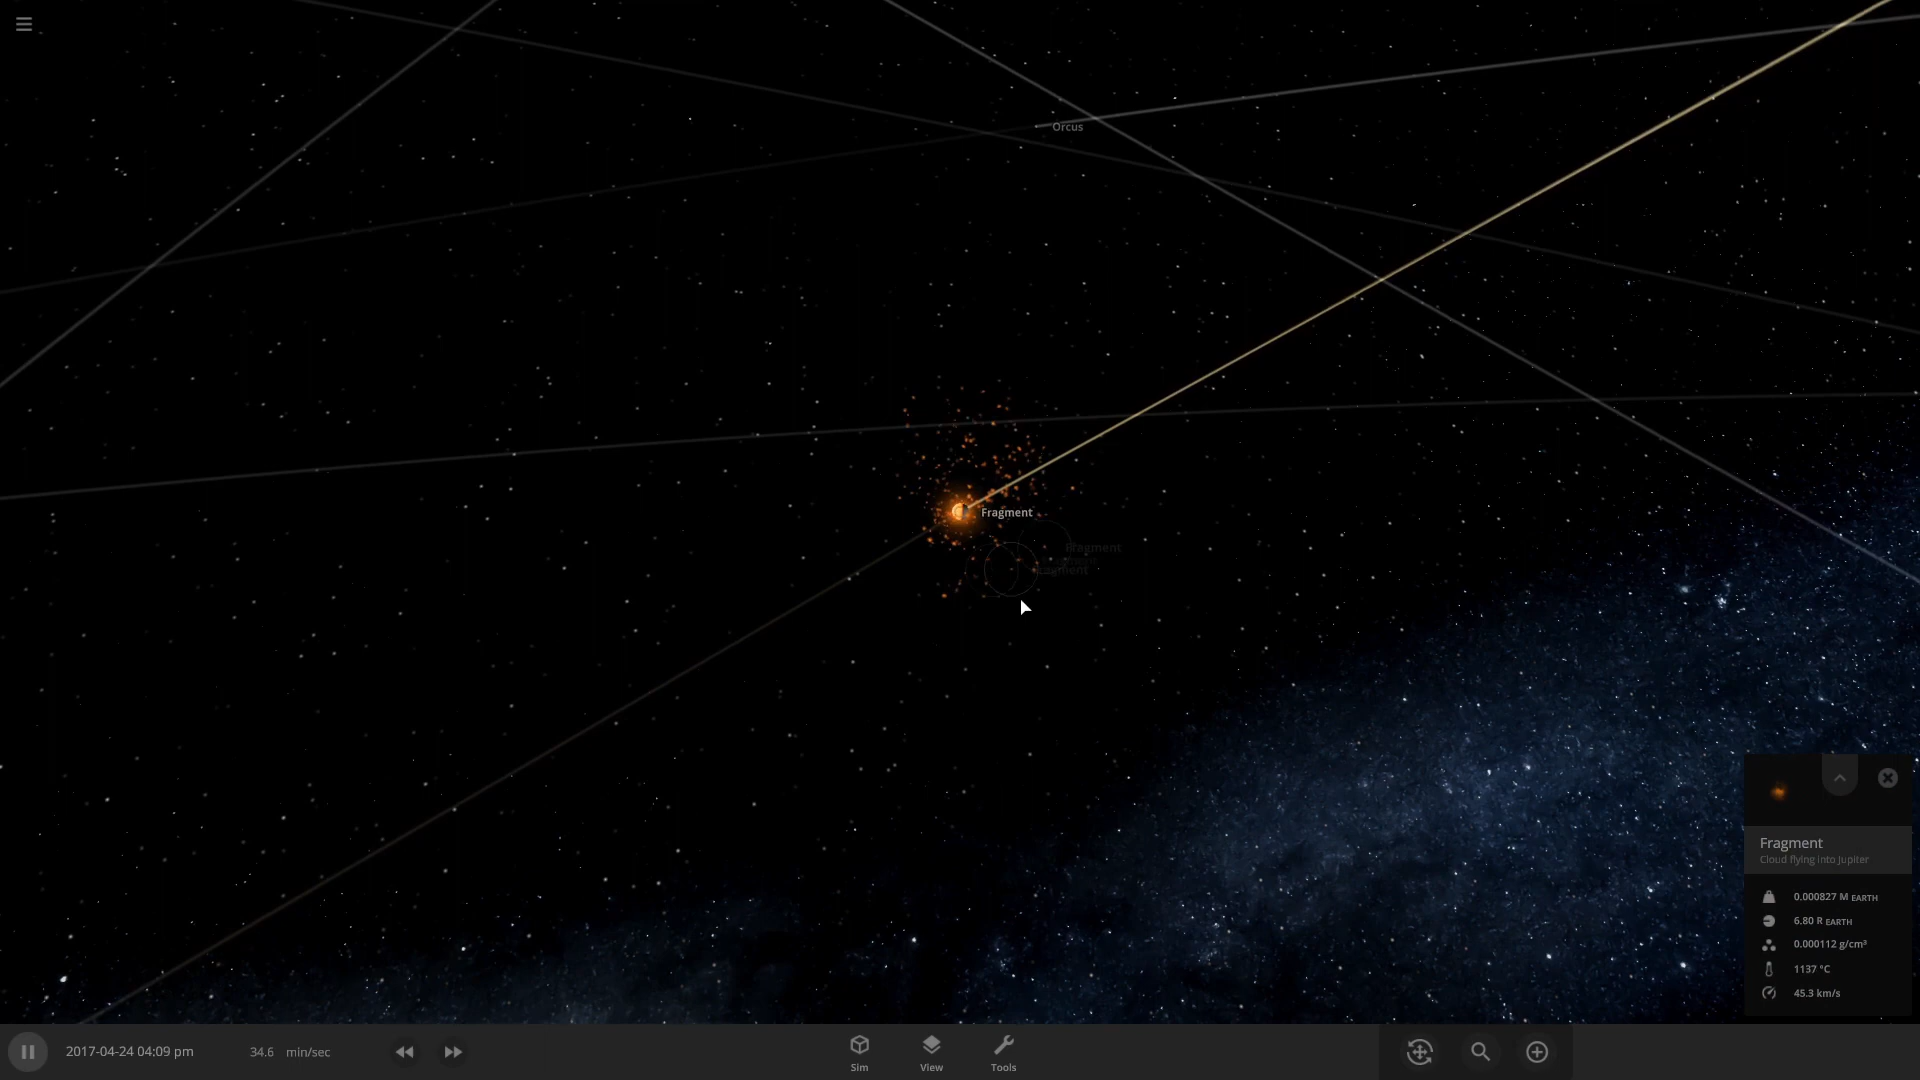 Orcus
Fragment
Fragment
Fragment
Cloud flying into Jupiter
0.000827 M EARTH
6.80 R EARTH
0.000112 g/cm³
1137 °C
45.3 km/s
2017-04-24 04:09 pm
34.6 min/sec
Sim
View
Tools